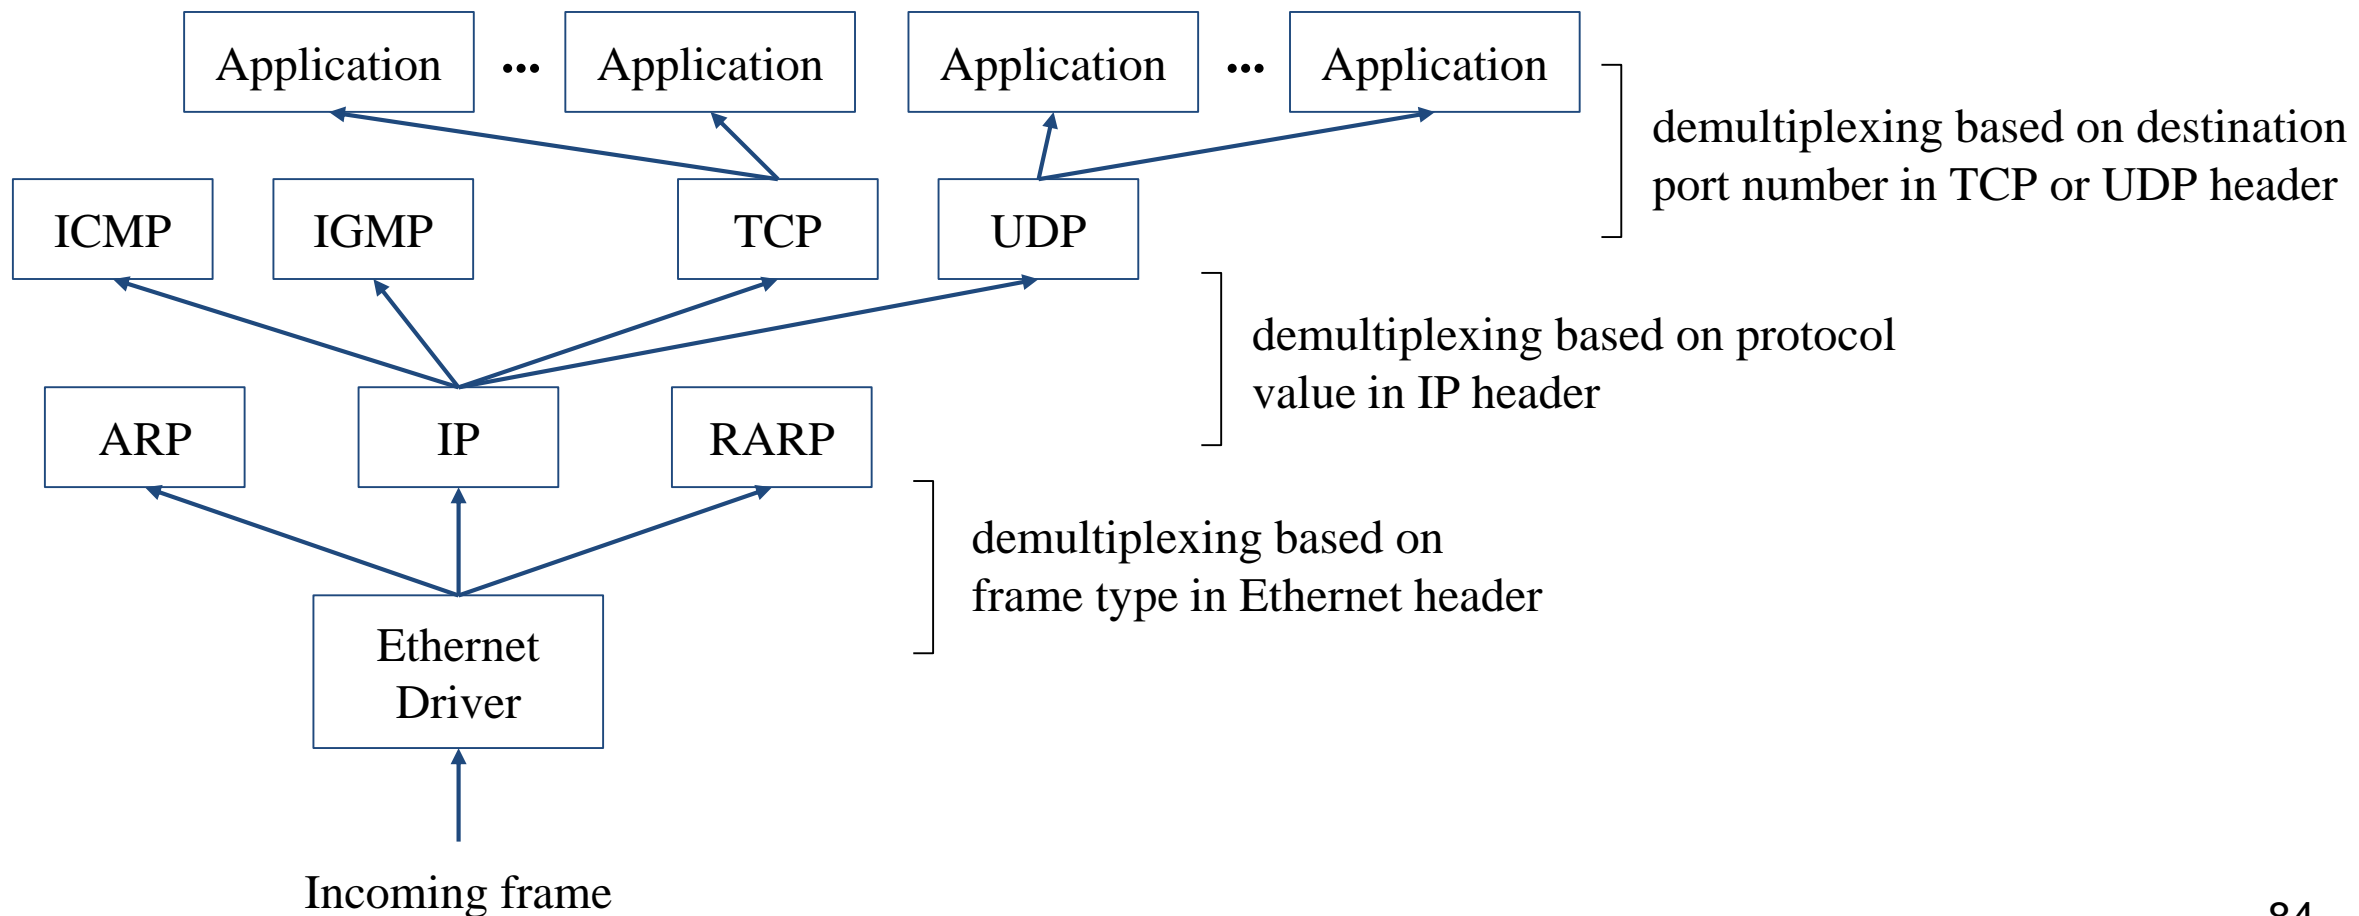 Application ... Application Application ... Application
demultiplexing based on destination
port number in TCP or UDP header
ICMP IGMP TCP UDP
demultiplexing based on protocol
value in IP header
ARP IP RARP
demultiplexing based on
frame type in Ethernet header
Ethernet
Driver
Incoming frame
84